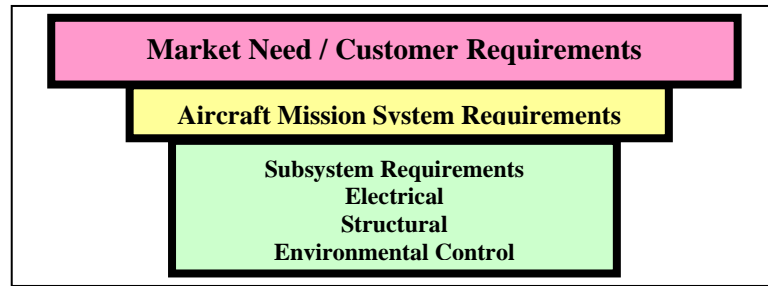 Market Need / Customer Requirements
Aircraft Mission System Requirements
Subsystem Requirements
Electrical
Structural
Environmental Control